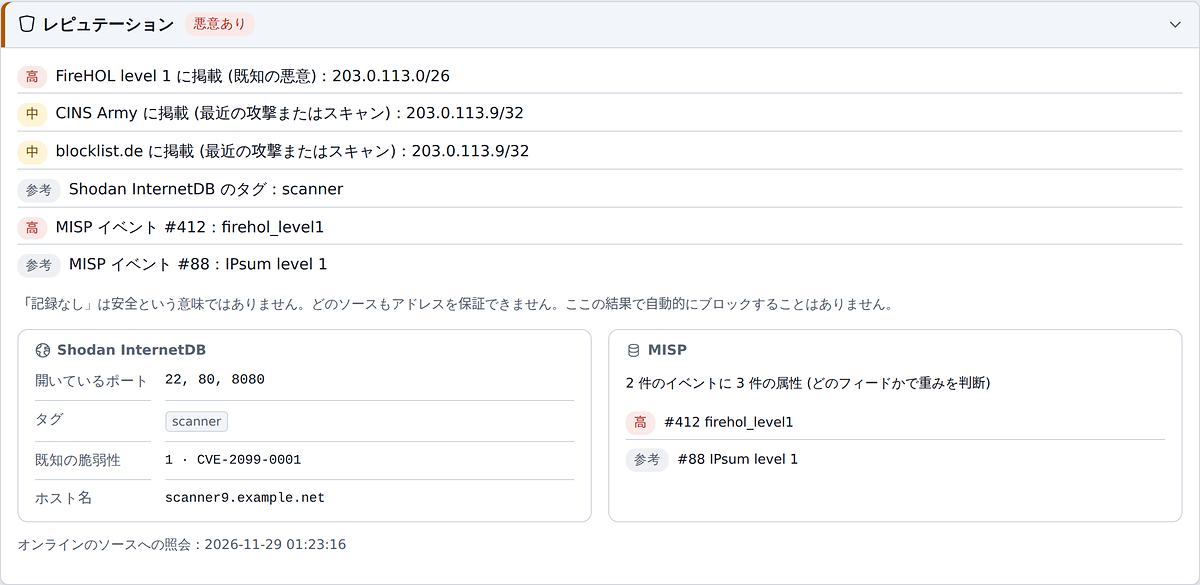 レピュテーション 悪意あり
高 FireHOL level 1 に掲載 (既知の悪意)：203.0.113.0/26
中 CINS Army に掲載 (最近の攻撃またはスキャン)：203.0.113.9/32
中 blocklist.de に掲載 (最近の攻撃またはスキャン)：203.0.113.9/32
参考 Shodan InternetDB のタグ：scanner
高 MISP イベント #412：firehol_level1
参考 MISP イベント #88：IPsum level 1
「記録なし」は安全という意味ではありません。どのソースもアドレスを保証できません。ここの結果で自動的にブロックすることはありません。
Shodan InternetDB
開いているポート 22, 80, 8080
タグ scanner
既知の脆弱性 1 · CVE-2099-0001
ホスト名 scanner9.example.net
MISP
2 件のイベントに 3 件の属性 (どのフィードかで重みを判断)
高 #412 firehol_level1
参考 #88 IPsum level 1
オンラインのソースへの照会：2026-11-29 01:23:16